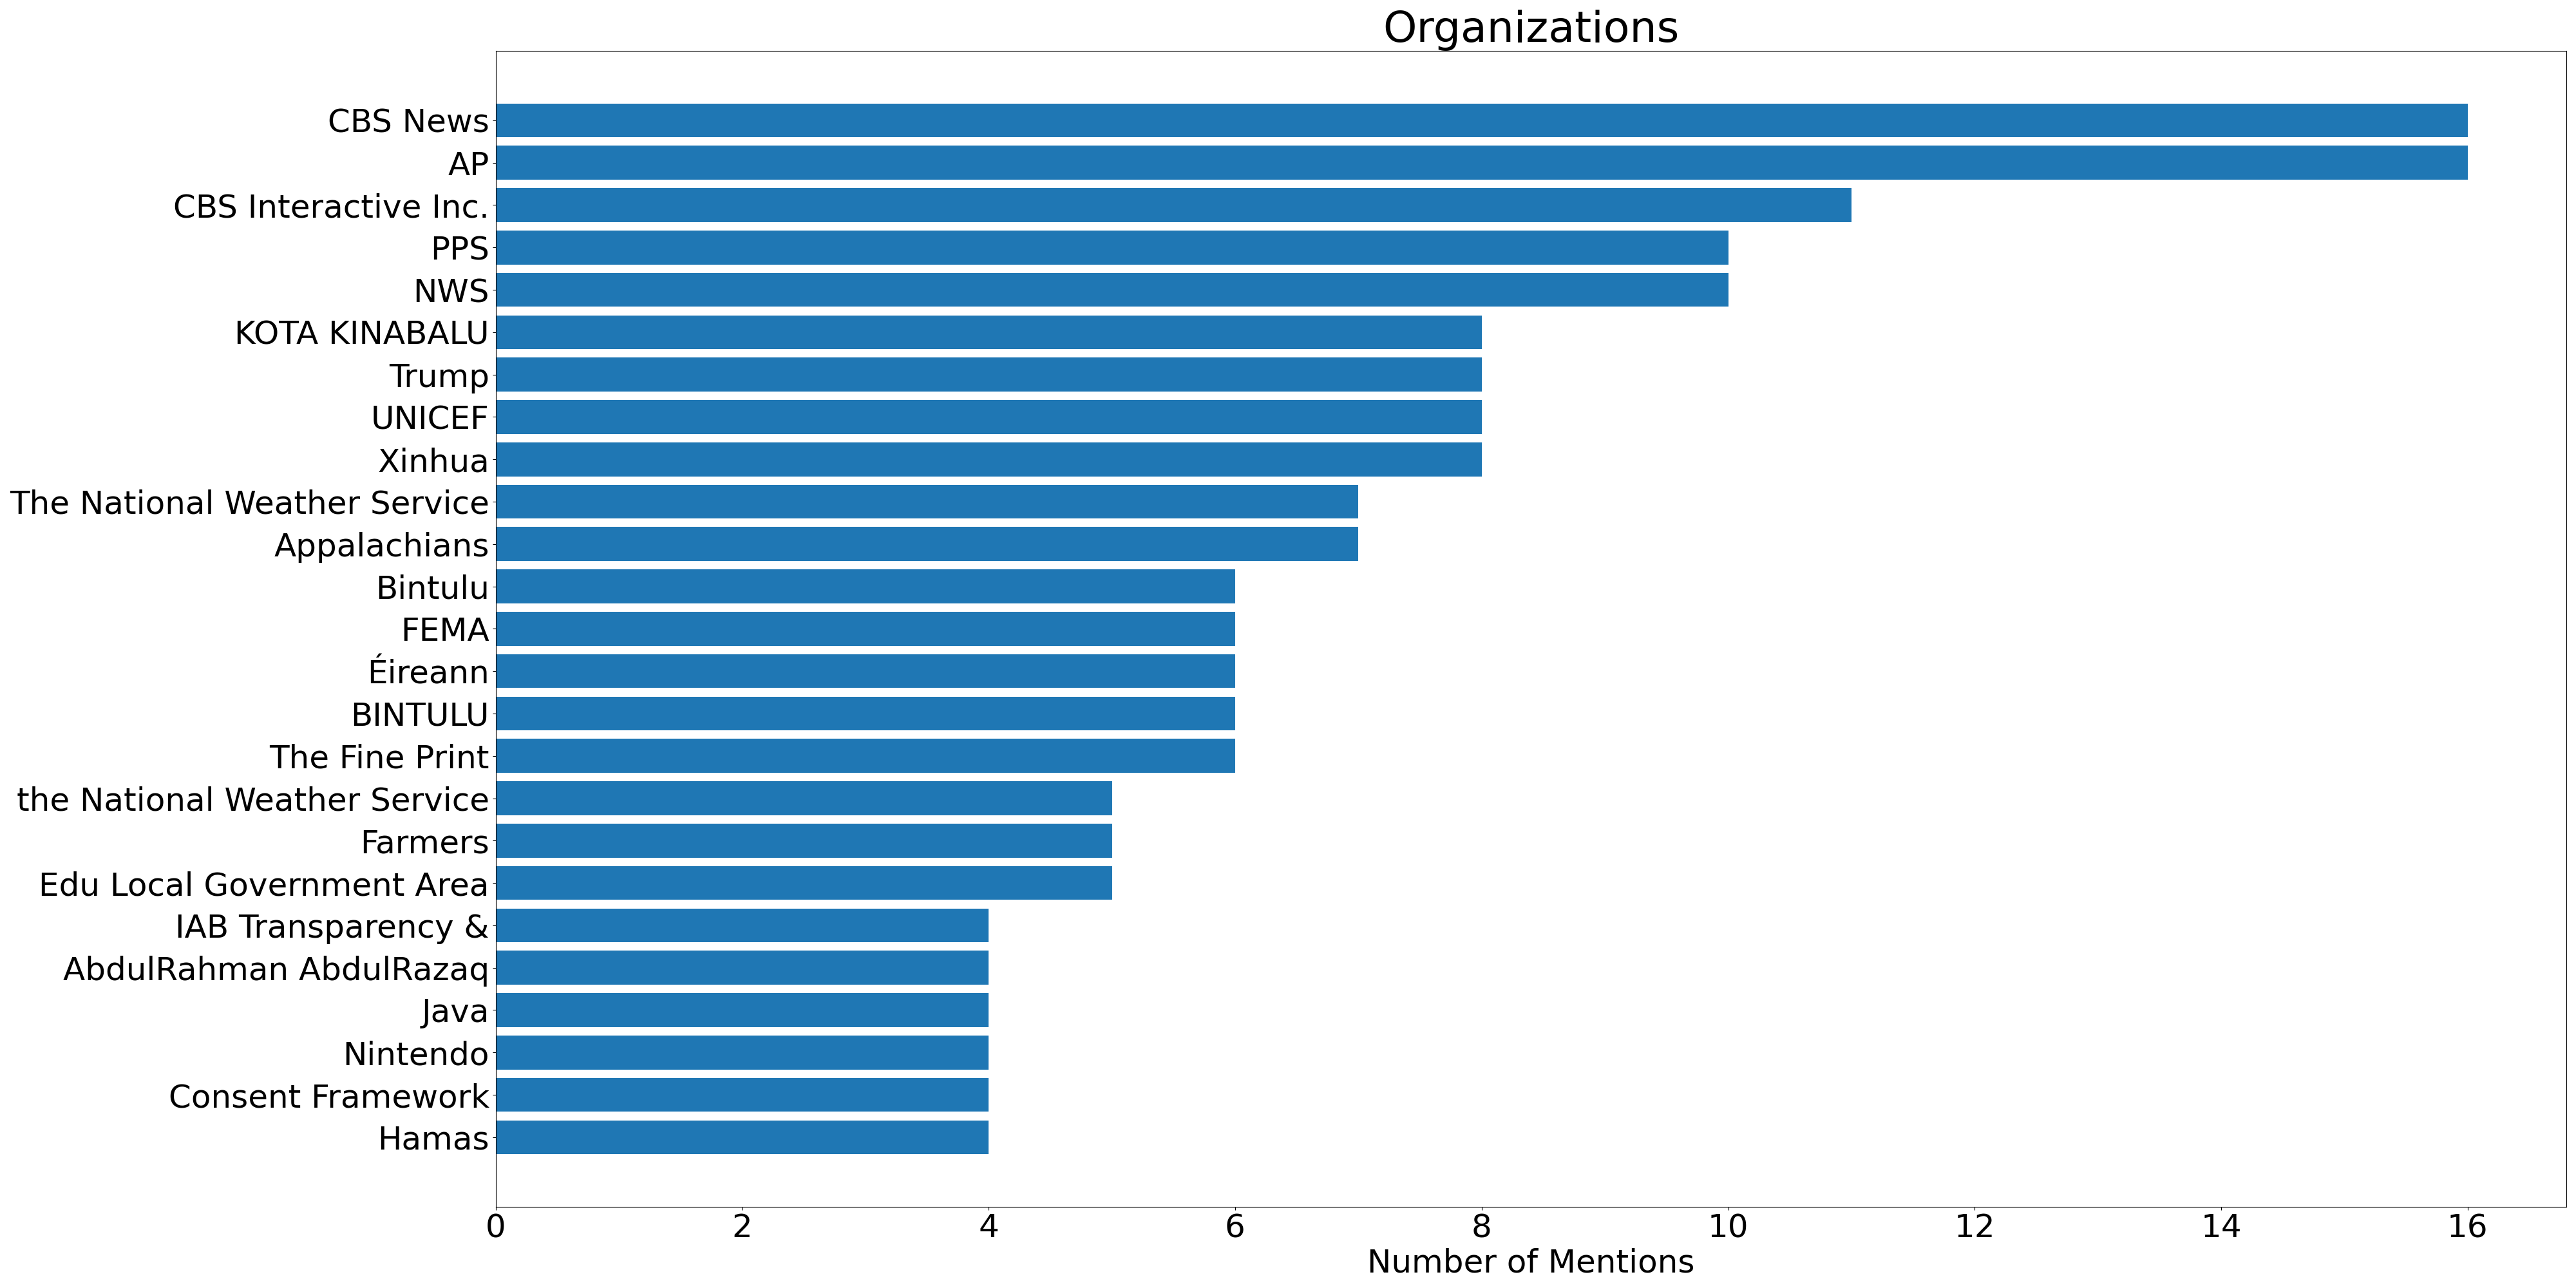 Organizations
CBS News
AP
CBS Interactive Inc.
PPS
NWS
KOTA KINABALU
Trump
UNICEF
Xinhua
The National Weather Service
Appalachians
Bintulu
FEMA
Éireann
BINTULU
The Fine Print
the National Weather Service
Farmers
Edu Local Government Area
IAB Transparency &
AbdulRahman AbdulRazaq
Java
Nintendo
Consent Framework
Hamas
0 2 4 6 8 10 12 14 16
Number of Mentions